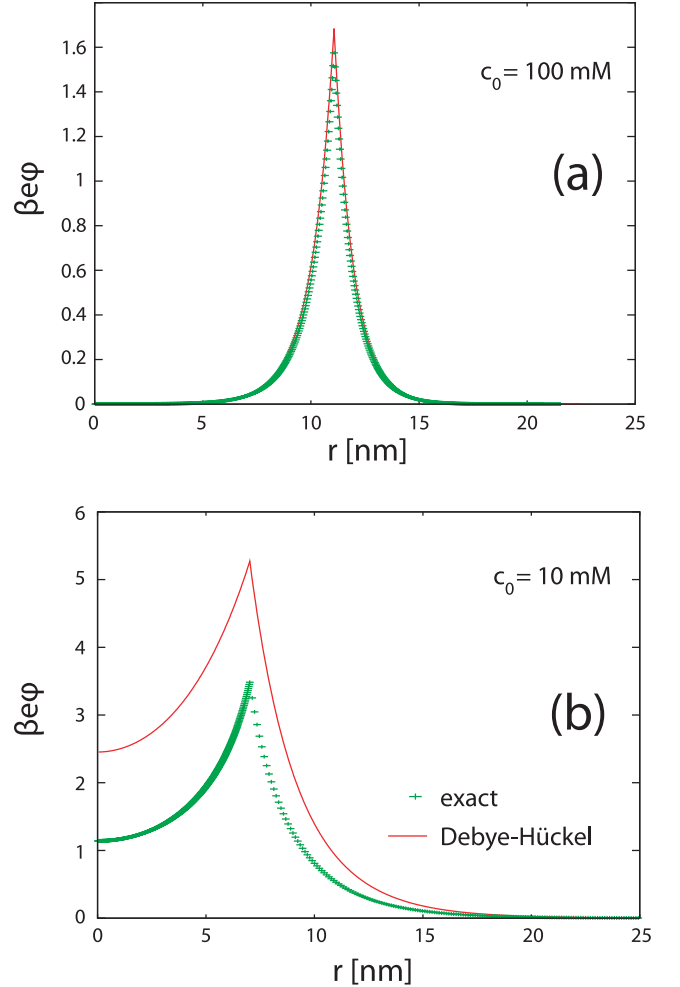 1.6
1.4
1.2
1
0.8
0.6
0.4
0.2
0
βeφ
c₀ = 100 mM
(a)
0 5 10 15 20 25
r [nm]
6
5
4
3
2
1
0
βeφ
c₀ = 10 mM
(b)
exact
Debye-Hückel
0 5 10 15 20 25
r [nm]